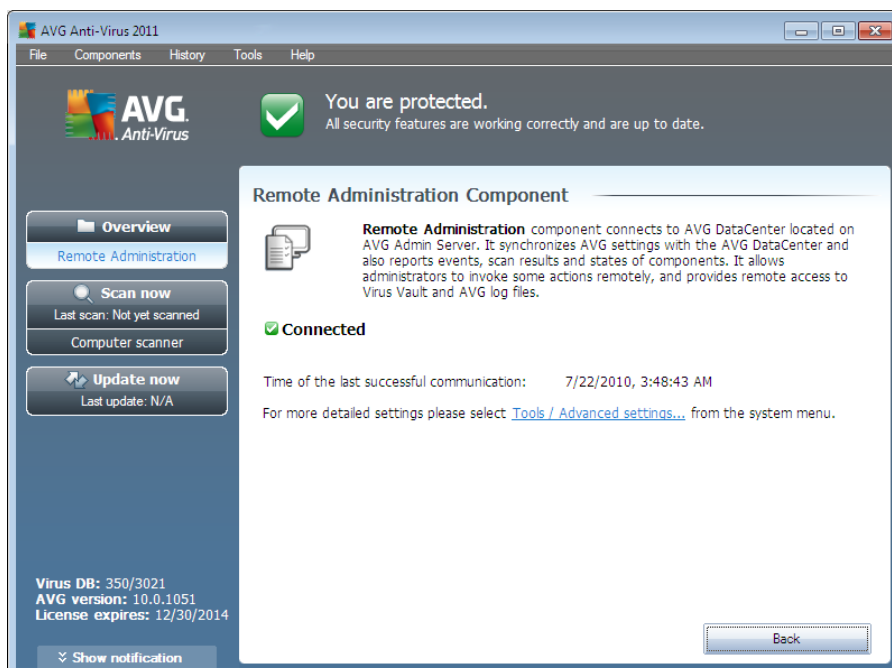 AVG Anti-Virus 2011
File Components History Tools Help
AVG.
Anti-Virus
You are protected.
All security features are working correctly and are up to date.
Overview
Remote Administration
Scan now
Last scan: Not yet scanned
Computer scanner
Update now
Last update: N/A
Remote Administration Component
Remote Administration component connects to AVG DataCenter located on
AVG Admin Server. It synchronizes AVG settings with the AVG DataCenter and
also reports events, scan results and states of components. It allows
administrators to invoke some actions remotely, and provides remote access to
Virus Vault and AVG log files.
Connected
Time of the last successful communication: 7/22/2010, 3:48:43 AM
For more detailed settings please select Tools / Advanced settings... from the system menu.
Virus DB: 350/3021
AVG version: 10.0.1051
License expires: 12/30/2014
Show notification
Back